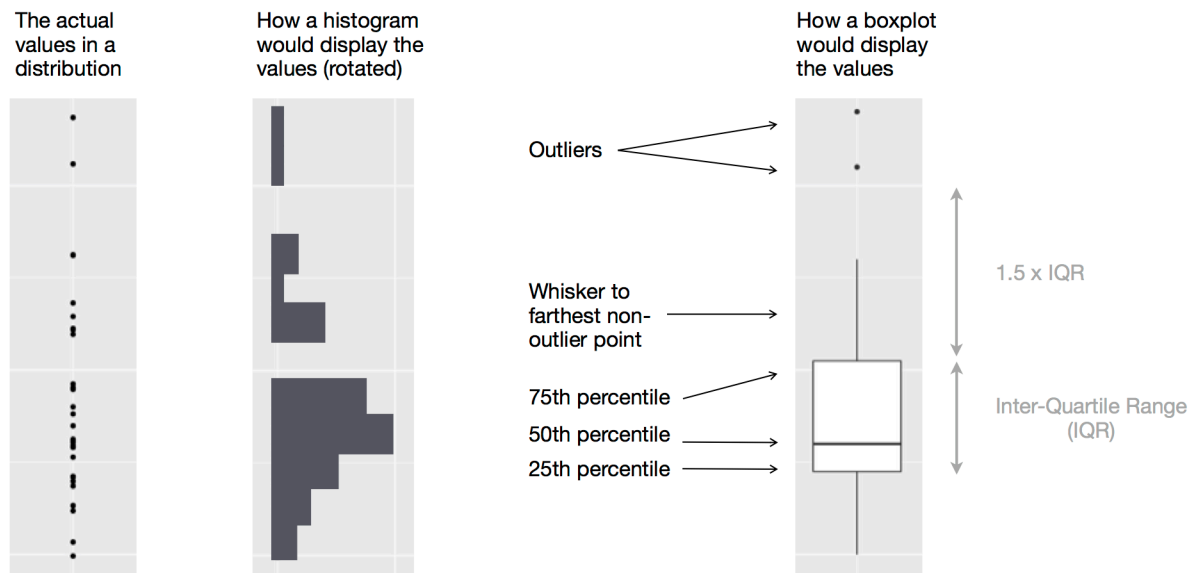 The actual
values in a
distribution
How a histogram
would display the
values (rotated)
How a boxplot
would display
the values
Outliers
1.5 x IQR
Whisker to
farthest non-
outlier point
75th percentile
50th percentile
25th percentile
Inter-Quartile Range
(IQR)